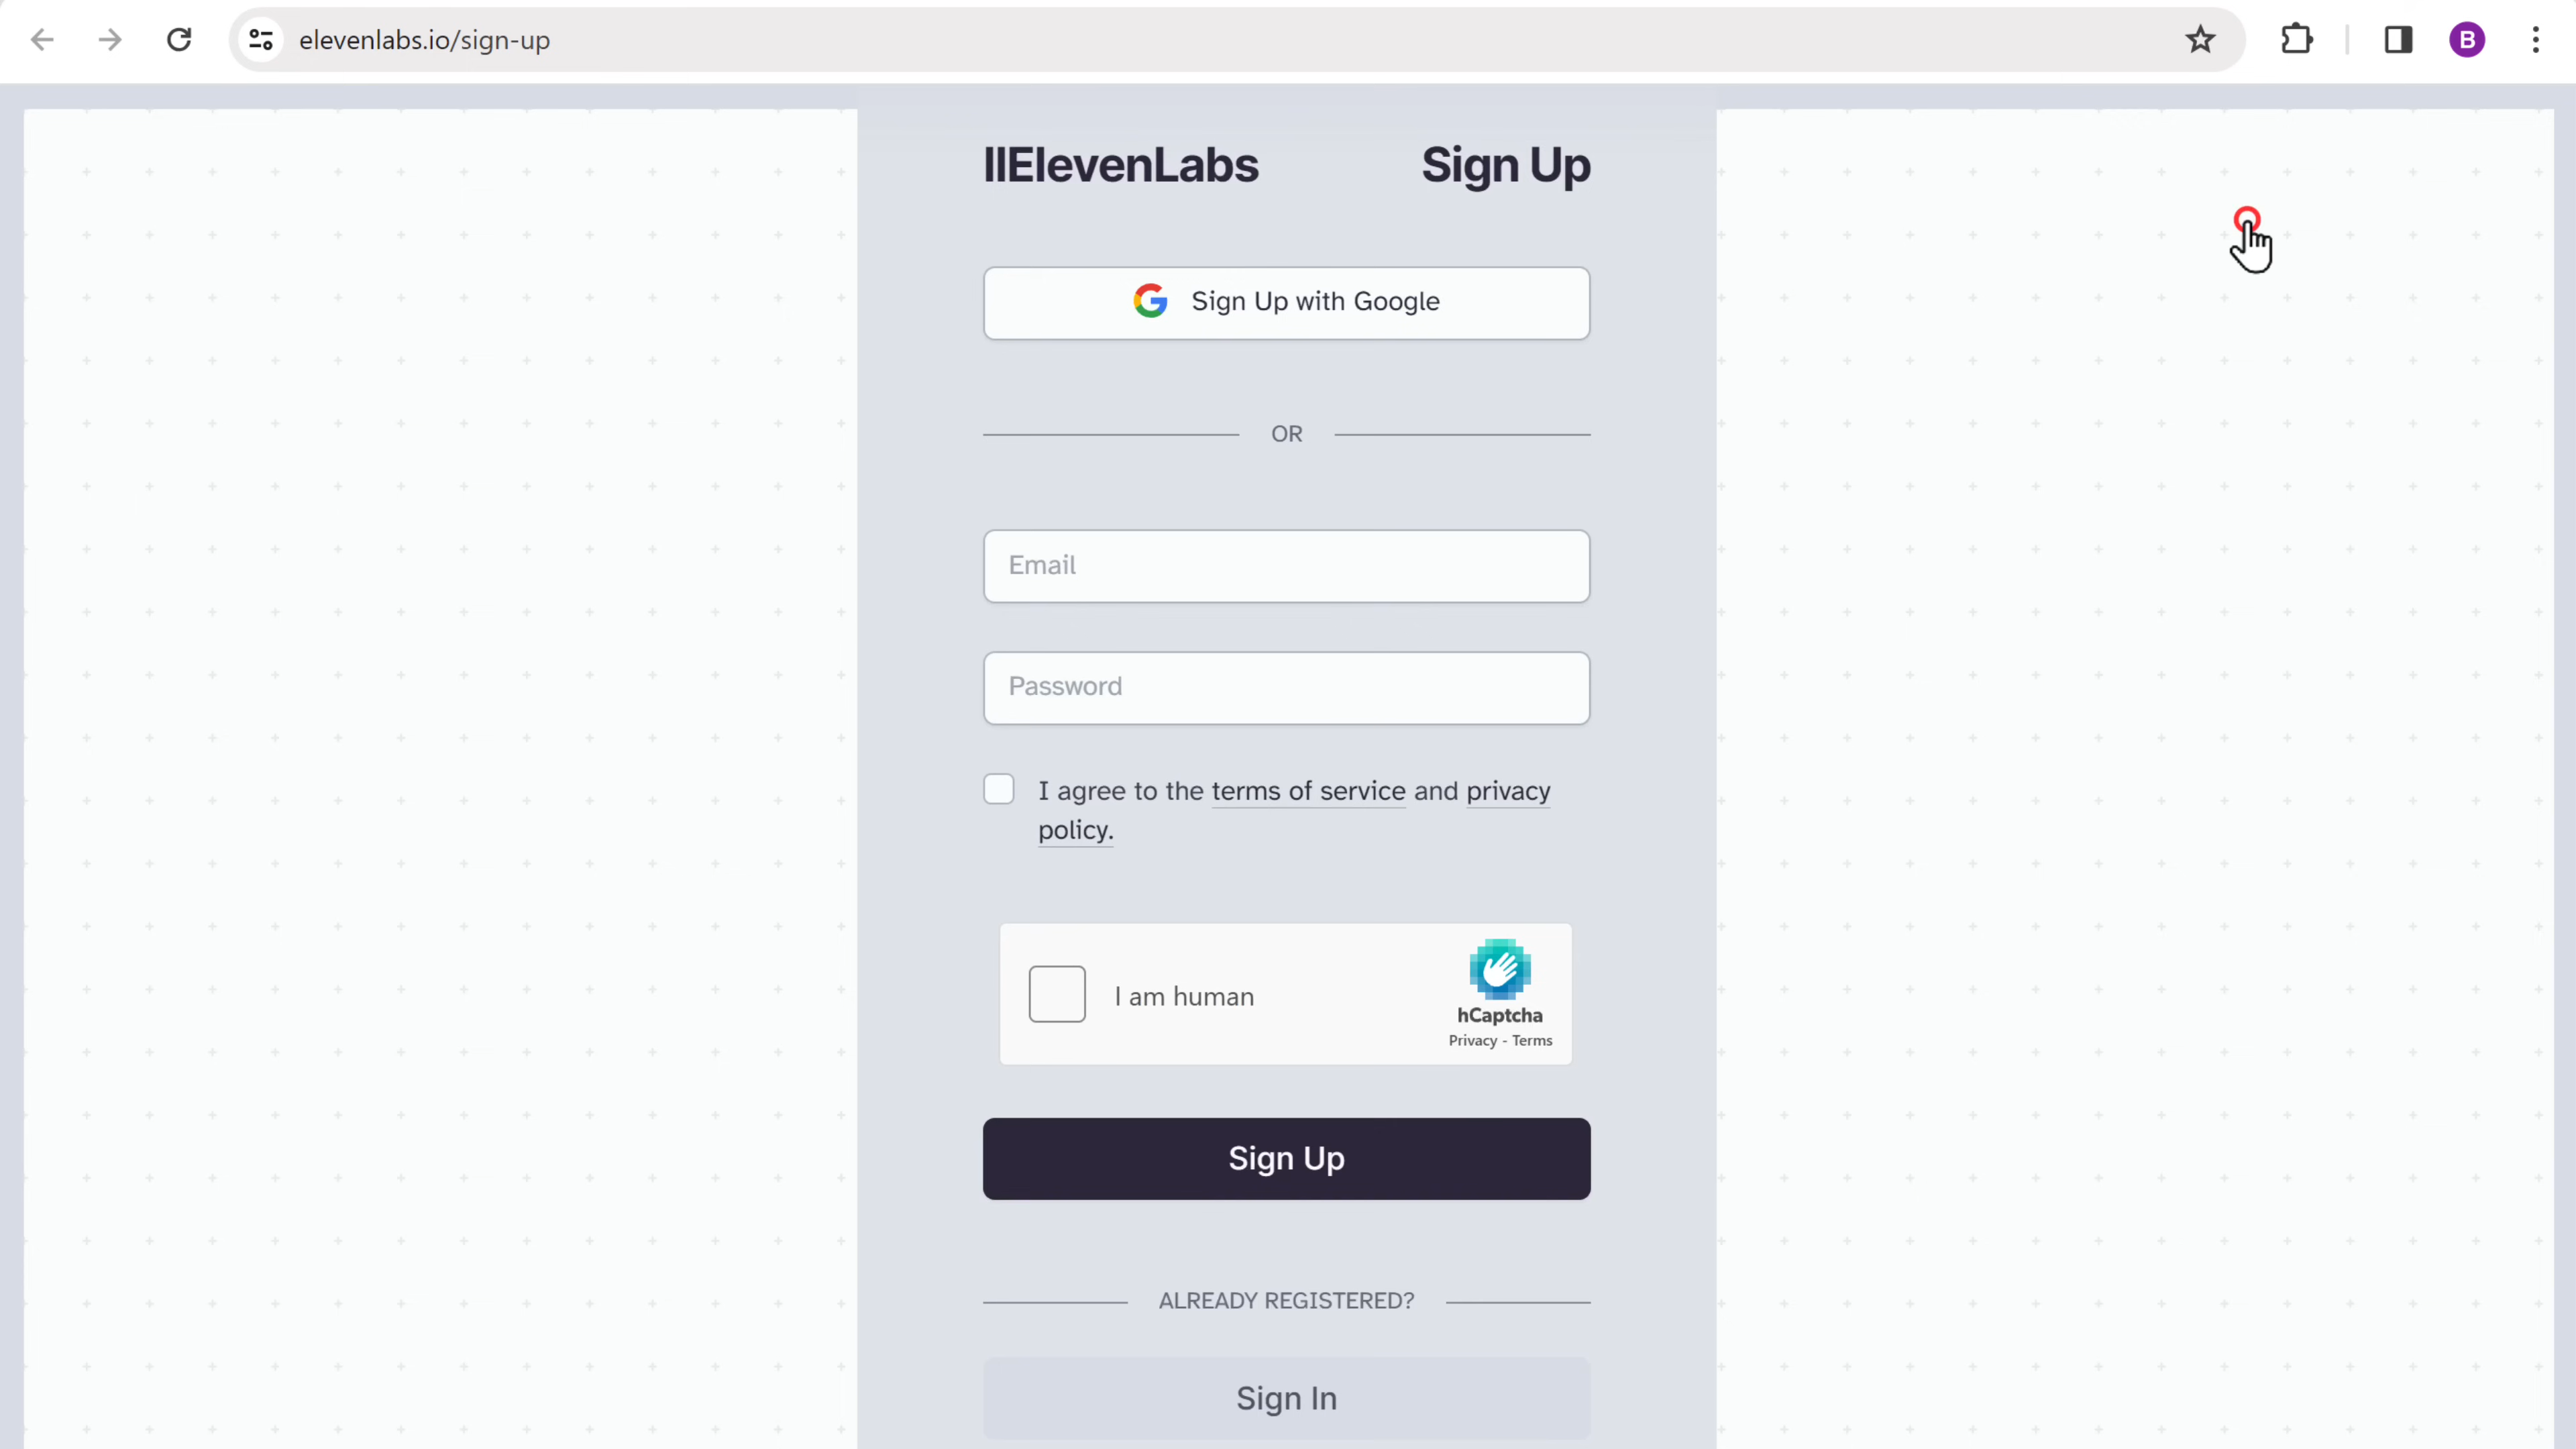 elevenlabs.io/sign-up
B
IIElevenLabs
Sign Up
Sign Up with Google
OR
Email
Password
I agree to the terms of service and privacy
policy.
I am human
hCaptcha
Privacy - Terms
Sign Up
ALREADY REGISTERED?
Sign In